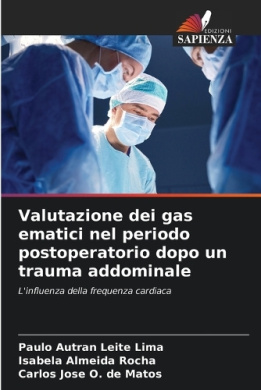 EDIZIONI
SAPIENZA
Valutazione dei gas
ematici nel periodo
postoperatorio dopo un
trauma addominale
L'influenza della frequenza cardiaca
Paulo Autran Leite Lima
Isabela Almeida Rocha
Carlos Jose O. de Matos